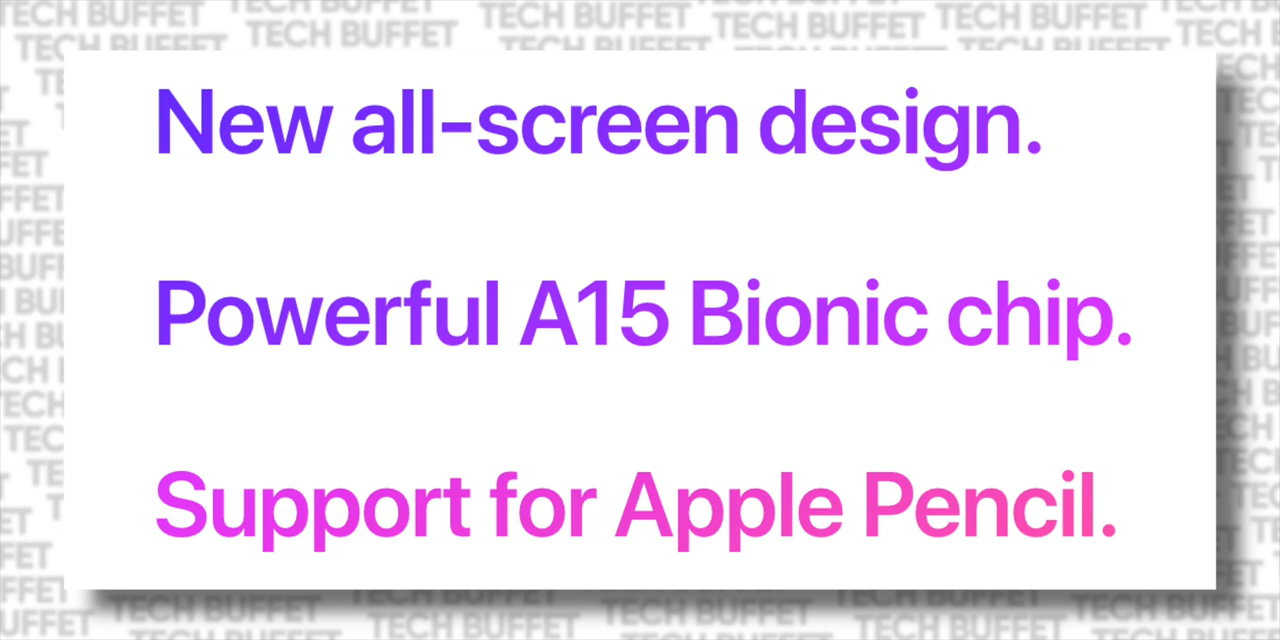 New all-screen design.
Powerful A15 Bionic chip.
Support for Apple Pencil.
TECH BUFFET